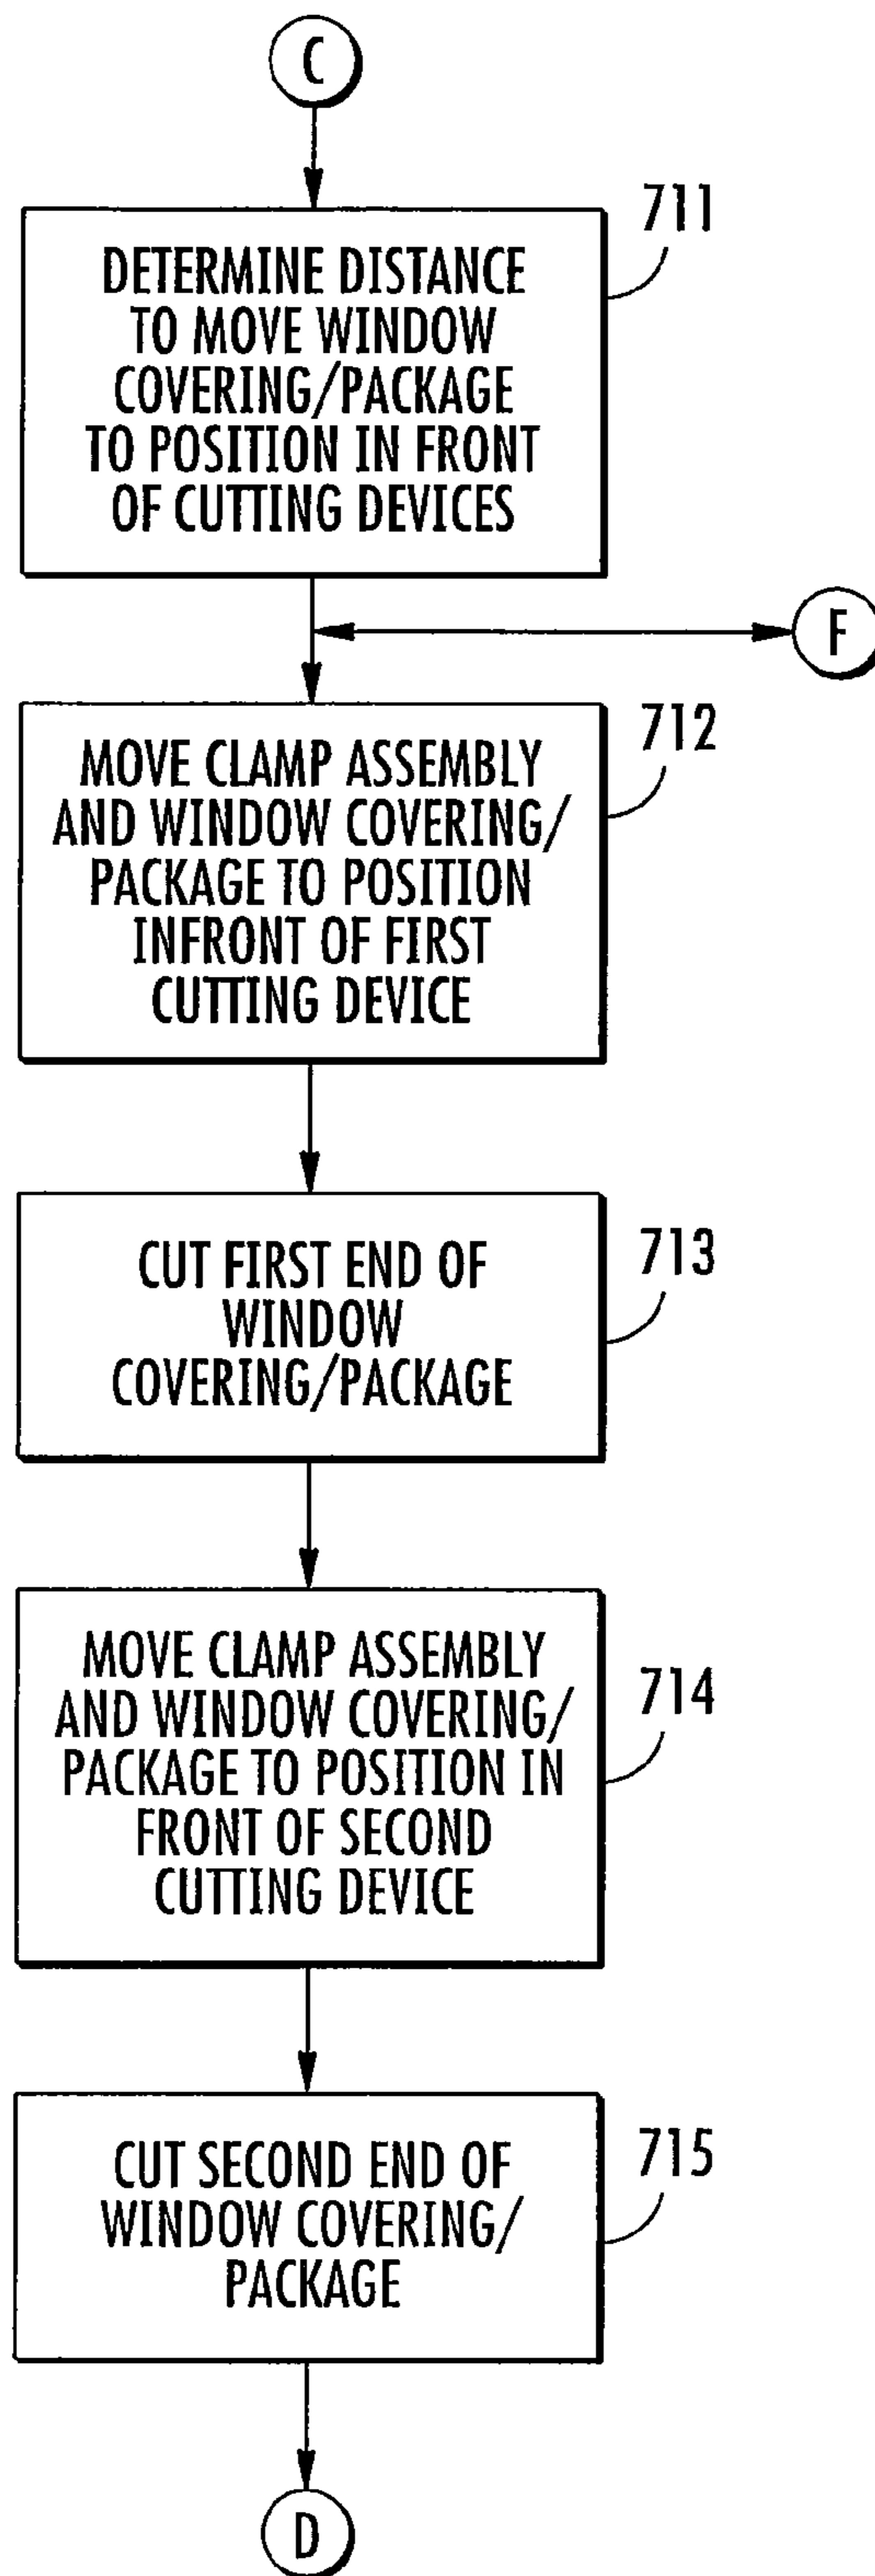 C
711
DETERMINE DISTANCE
TO MOVE WINDOW
COVERING/PACKAGE
TO POSITION IN FRONT
OF CUTTING DEVICES
F
712
MOVE CLAMP ASSEMBLY
AND WINDOW COVERING/
PACKAGE TO POSITION
INFRONT OF FIRST
CUTTING DEVICE
713
CUT FIRST END OF
WINDOW
COVERING/PACKAGE
714
MOVE CLAMP ASSEMBLY
AND WINDOW COVERING/
PACKAGE TO POSITION IN
FRONT OF SECOND
CUTTING DEVICE
715
CUT SECOND END OF
WINDOW COVERING/
PACKAGE
D